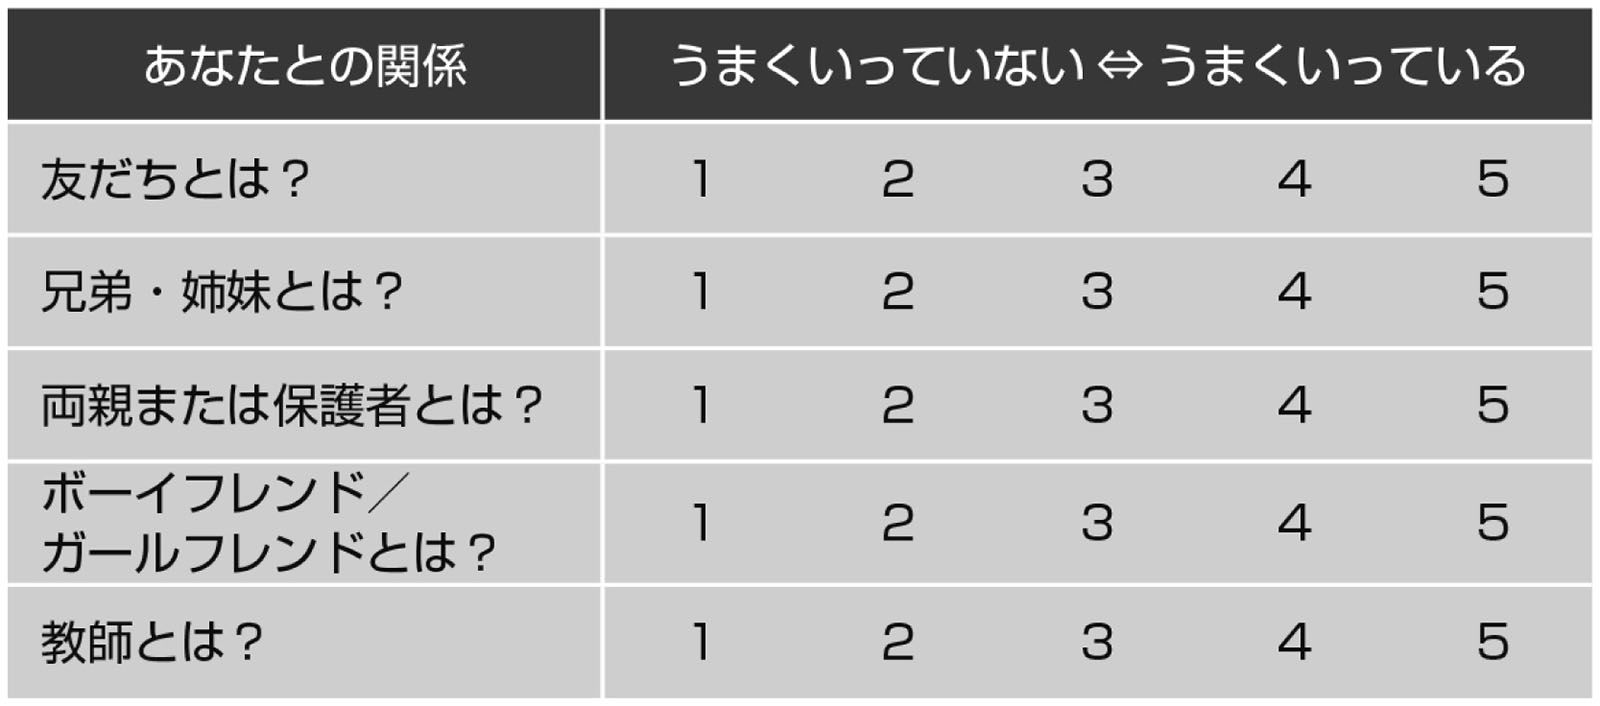 あなたとの関係 うまくいっていない ⇔ うまくいっている
友だちとは？ 1 2 3 4 5
兄弟・姉妹とは？ 1 2 3 4 5
両親または保護者とは？ 1 2 3 4 5
ボーイフレンド／
ガールフレンドとは？ 1 2 3 4 5
教師とは？ 1 2 3 4 5